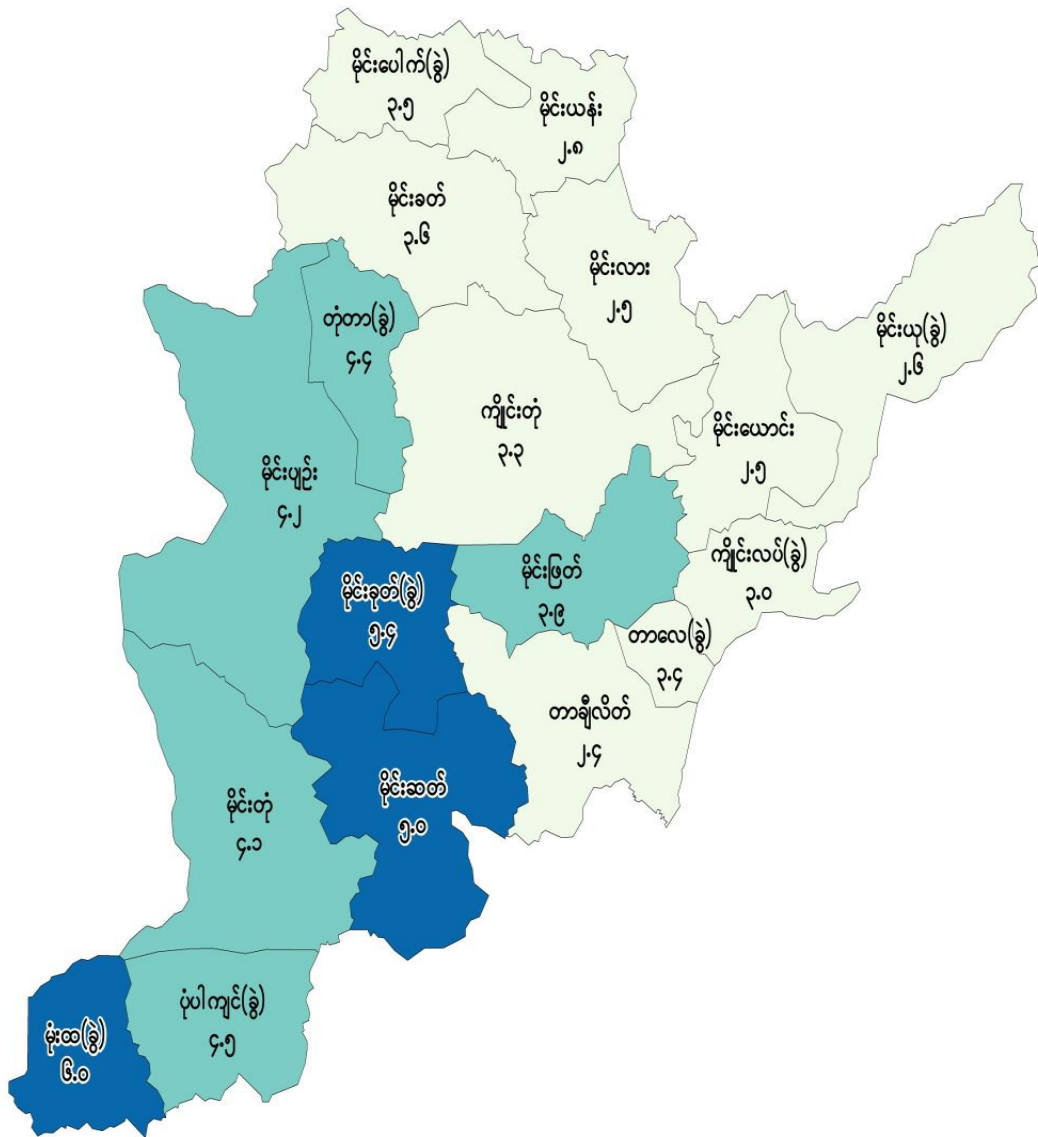 မိုင်းပေါက်(ခွဲ)
၃.၅
မိုင်းယန်း
၂.၈
မိုင်းခတ်
၃.၆
မိုင်းလား
၂.၅
တုံတာ(ခွဲ)
၄.၄
မိုင်းယု(ခွဲ)
၂.၆
ကျိုင်းတုံ
၃.၃
မိုင်းယောင်း
၂.၅
မိုင်းပျဉ်း
၄.၂
ကျိုင်းလပ်(ခွဲ)
၃.၀
မိုင်းဖြတ်
၃.၉
မိုင်းခုတ်(ခွဲ)
၅.၄
တာလေ(ခွဲ)
၃.၄
တာချီလိတ်
၂.၄
မိုင်းဆတ်
၅.၀
မိုင်းတုံ
၄.၁
ပုံပါကျင်(ခွဲ)
၄.၅
မုံးထ(ခွဲ)
၆.၀